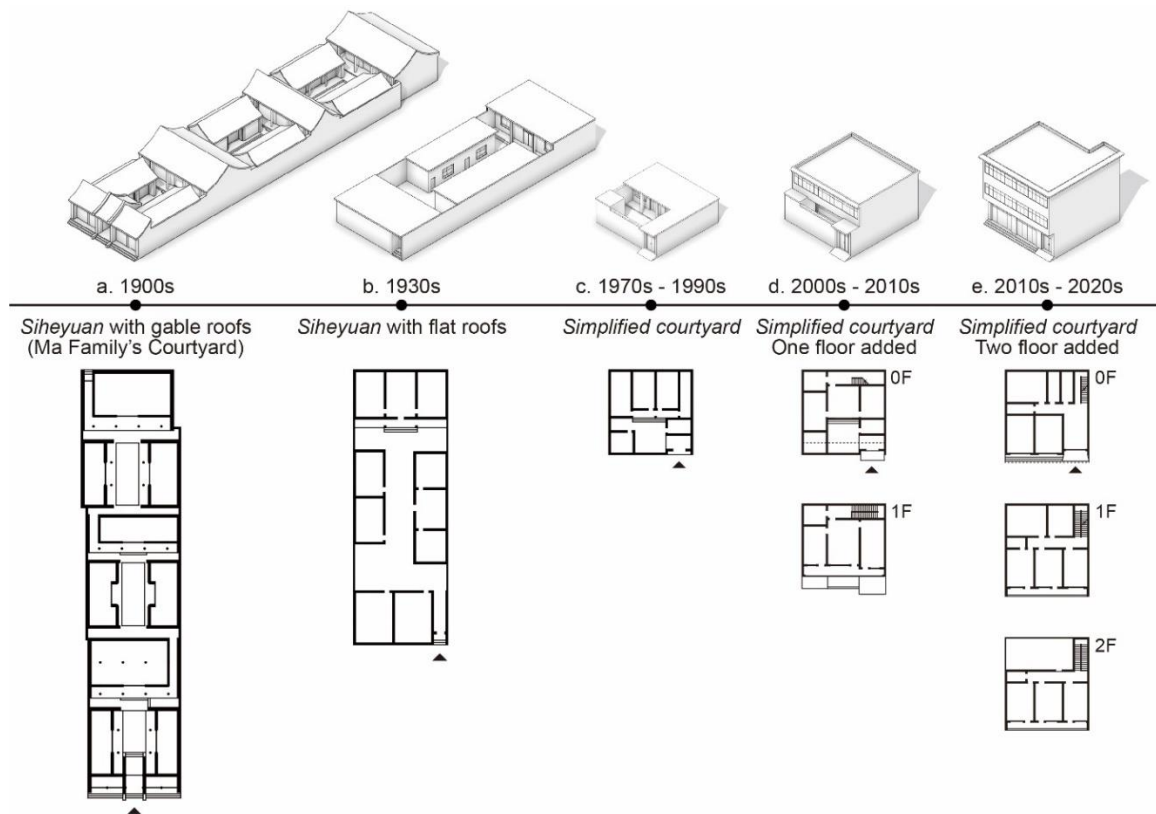 a. 1900s
b. 1930s
c. 1970s - 1990s
d. 2000s - 2010s
e. 2010s - 2020s
Siheyuan with gable roofs
(Ma Family's Courtyard)
Siheyuan with flat roofs
Simplified courtyard
Simplified courtyard
One floor added
Simplified courtyard
Two floor added
0F
0F
1F
1F
2F